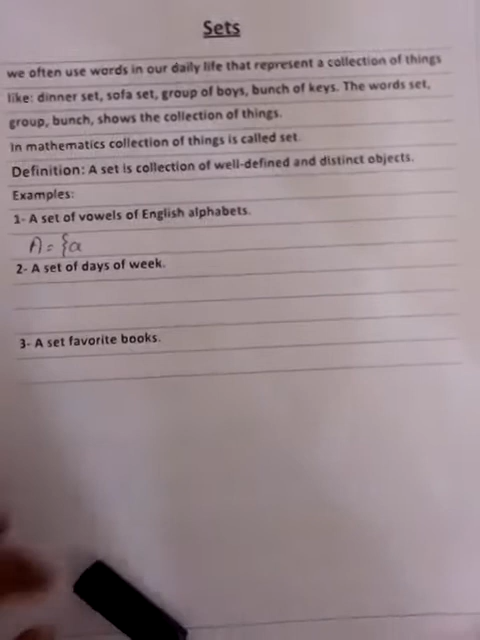 Sets
we often use words in our daily life that represent a collection of things
like: dinner set, sofa set, group of boys, bunch of keys. The words set,
group, bunch, shows the collection of things.
In mathematics collection of things is called set.
Definition: A set is collection of well-defined and distinct objects.
Examples:
1- A set of vowels of English alphabets.
A = {a
2- A set of days of week.
3- A set favorite books.